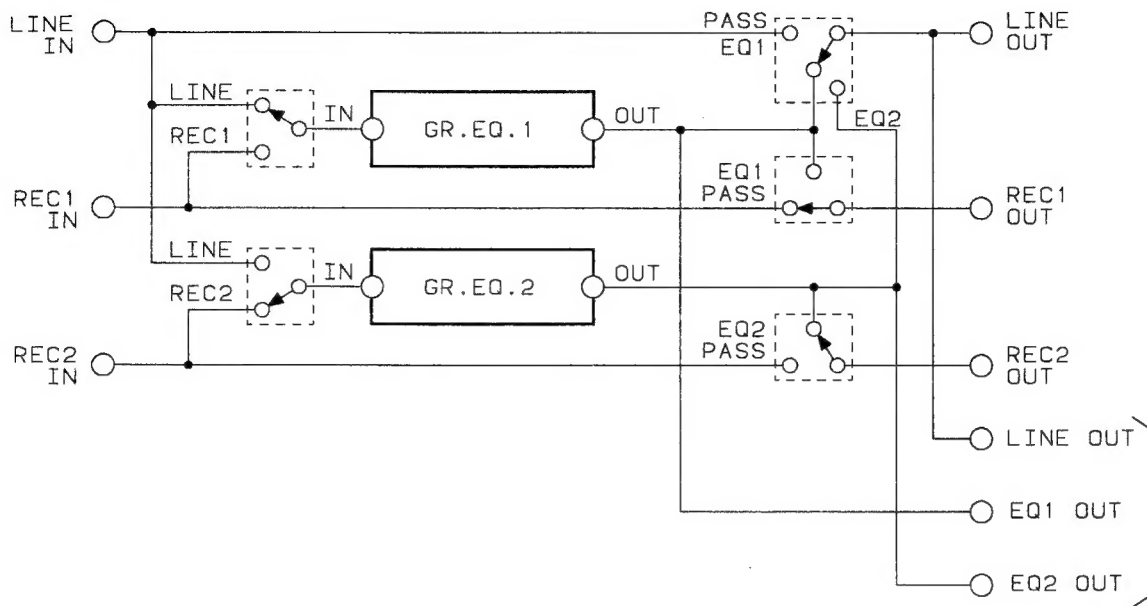 LINE
IN
PASS
EQ1
LINE
OUT
LINE
IN
GR.EQ.1
OUT
EQ2
REC1
EQ1
REC1
IN
PASS
REC1
OUT
LINE
IN
GR.EQ.2
OUT
REC2
EQ2
REC2
IN
PASS
REC2
OUT
LINE OUT
EQ1 OUT
EQ2 OUT